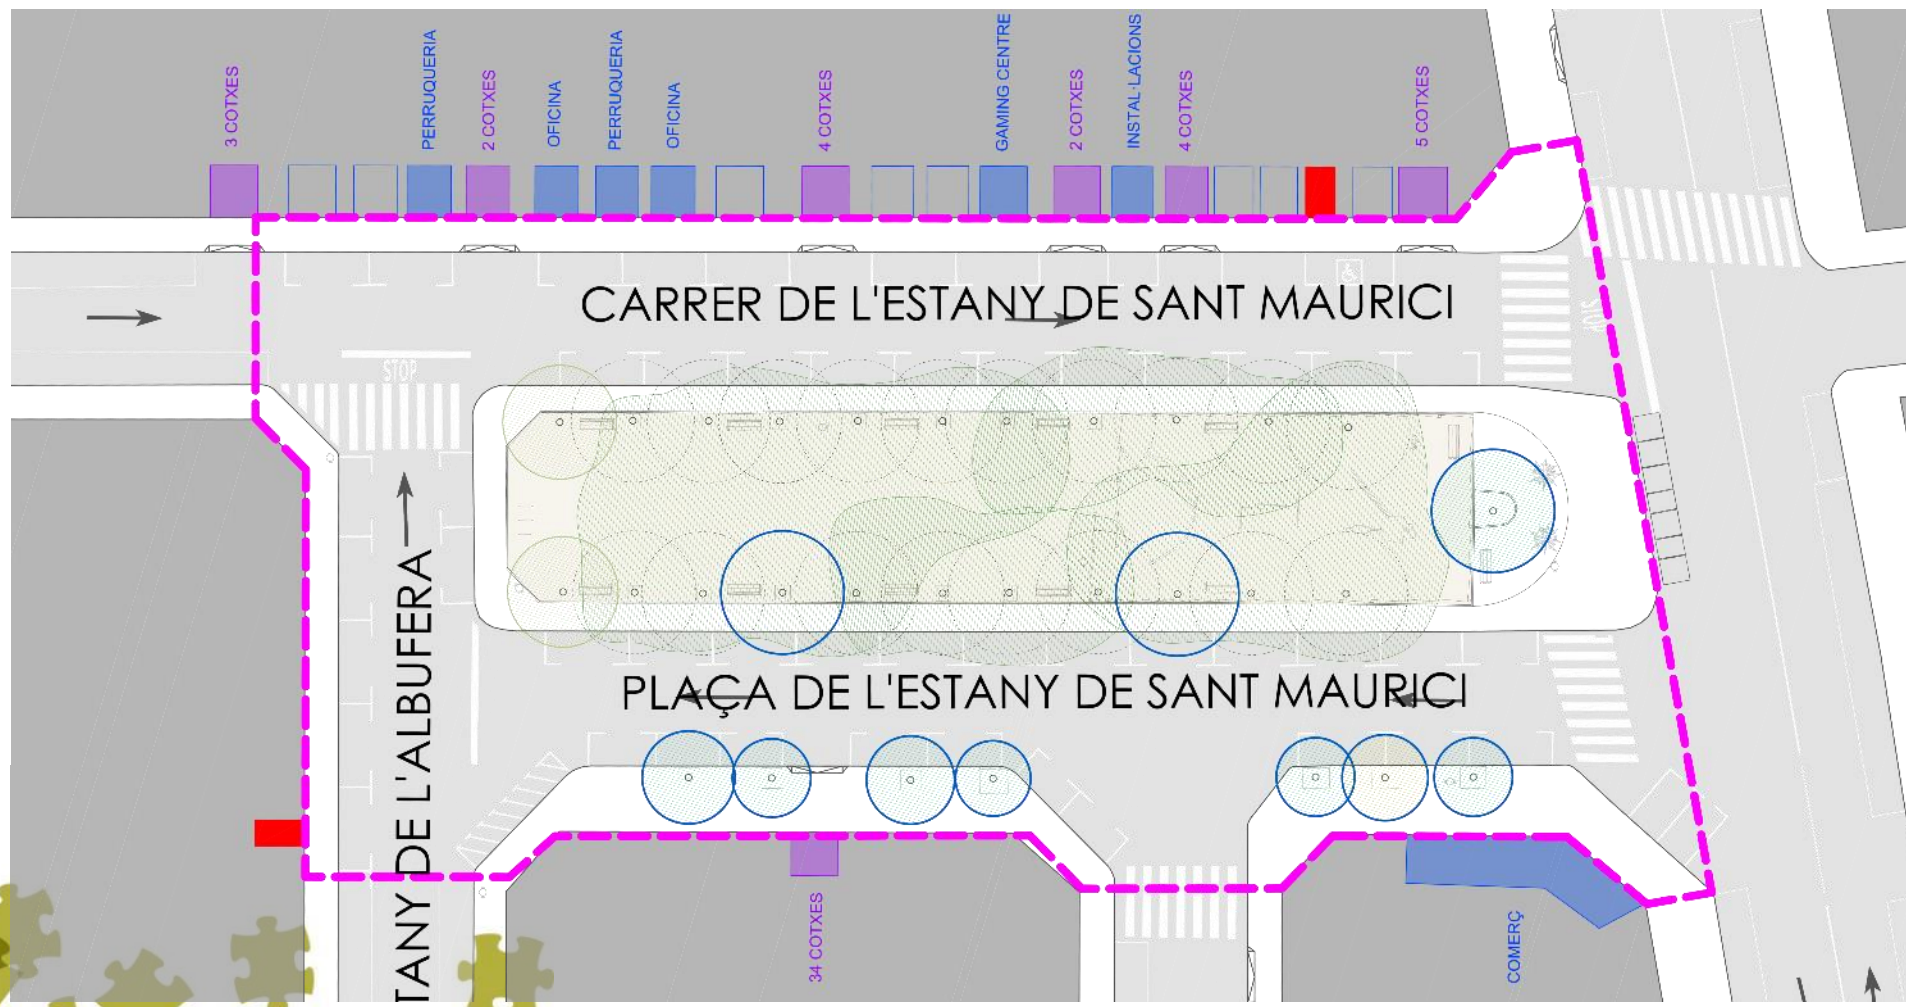 3 COTXES
PERRUQUERIA
2 COTXES
OFICINA
PERRUQUERIA
OFICINA
4 COTXES
GAMING CENTRE
2 COTXES
INSTAL·LACIONS
4 COTXES
5 COTXES
CARRER DE L'ESTANY DE SANT MAURICI
STOP
STOP
PLAÇA DE L'ESTANY DE SANT MAURICI
TANY DE L'ALBUFERA
34 COTXES
COMERÇ